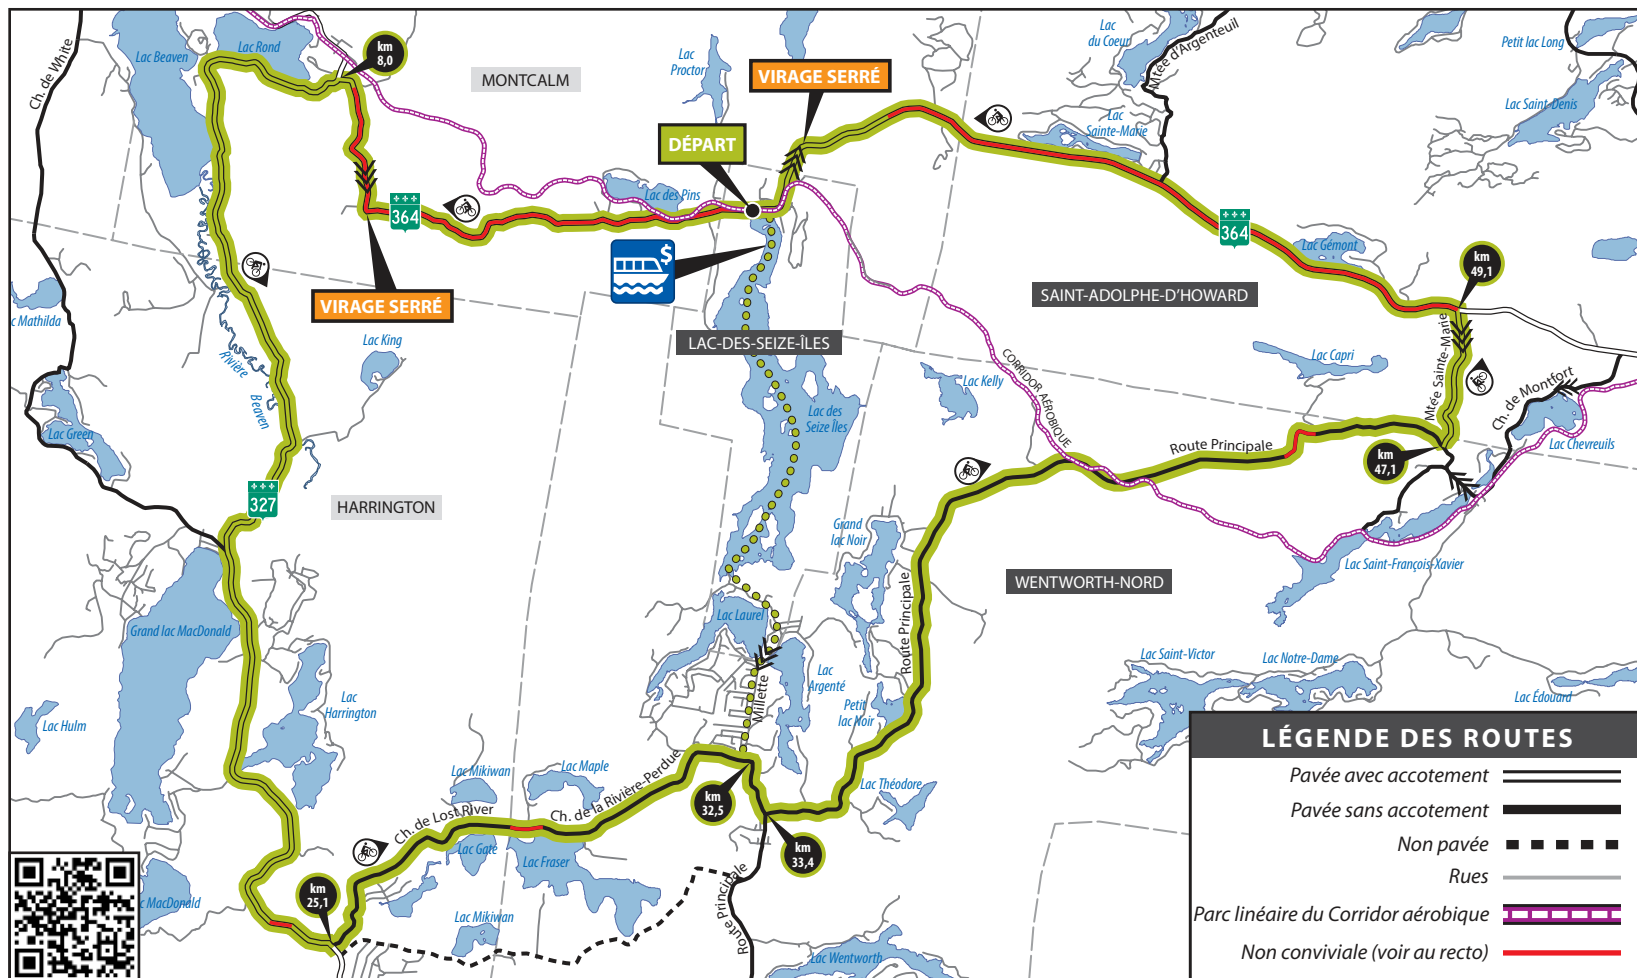 Ch. de White
Lac Beaven
Lac Rond
km
8,0
MONTCALM
Lac
Proctor
VIRAGE SERRÉ
Lac
du Coeur
Mtée d'Argenteuil
Petit lac Long
Lac Saint-Denis
Lac
Sainte-Marie
DÉPART
Lac des Pins
364
364
Lac Gémont
km
49,1
$
VIRAGE SERRÉ
SAINT-ADOLPHE-D'HOWARD
c Mathilda
Rivière
Beaven
Lac King
LAC-DES-SEIZE-ÎLES
CORRIDOR AÉROBIQUE
Lac Kelly
Lac Capri
Mtée Sainte-Marie
Ch. de Montfort
Lac Chevreuils
Lac Green
Lac des
Seize Îles
Route Principale
km
47,1
327
HARRINGTON
Grand
lac Noir
WENTWORTH-NORD
Lac Saint-François-Xavier
Route Principale
Grand lac MacDonald
Lac Laurel
Lac
Argenté
Petit
lac Noir
Millette
Lac Saint-Victor
Lac Notre-Dame
Lac Édouard
Lac Hulm
Lac
Harrington
Lac Mikiwan
Lac Maple
Ch. de la Rivière-Perdue
Ch. de Lost River
km
32,5
Lac Théodore
km
33,4
Lac Gaté
Lac Fraser
c MacDonald
km
25,1
Lac Mikiwan
Route Principale
Lac Wentworth
LÉGENDE DES ROUTES
Pavée avec accotement
Pavée sans accotement
Non pavée
Rues
Parc linéaire du Corridor aérobique
Non conviviale (voir au recto)